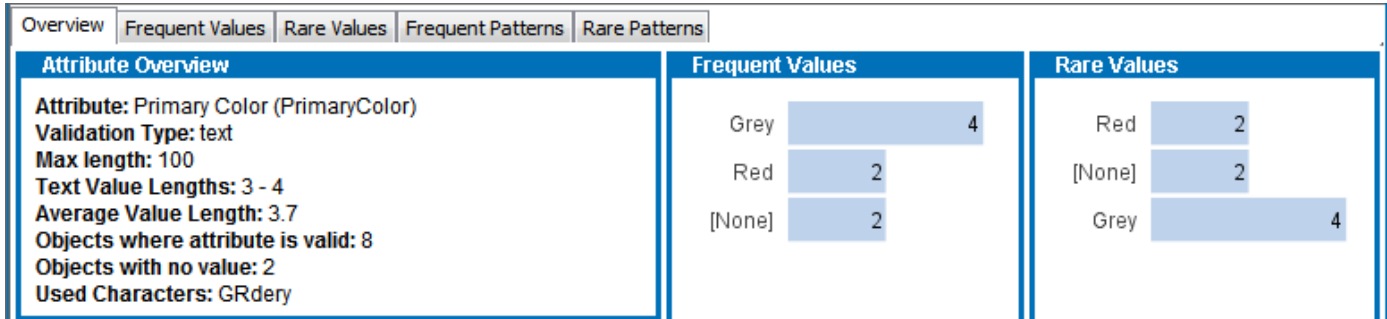 Overview Frequent Values Rare Values Frequent Patterns Rare Patterns
Attribute Overview
Attribute: Primary Color (PrimaryColor)
Validation Type: text
Max length: 100
Text Value Lengths: 3 - 4
Average Value Length: 3.7
Objects where attribute is valid: 8
Objects with no value: 2
Used Characters: GRdery
Frequent Values
Grey 4
Red 2
[None] 2
Rare Values
Red 2
[None] 2
Grey 4